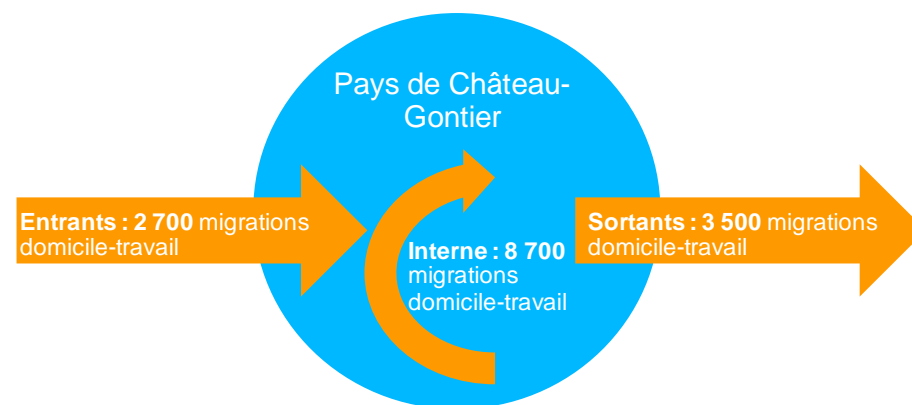 Pays de Château-
Gontier
Entrants : 2 700 migrations
domicile-travail
Interne : 8 700
migrations
domicile-travail
Sortants : 3 500 migrations
domicile-travail